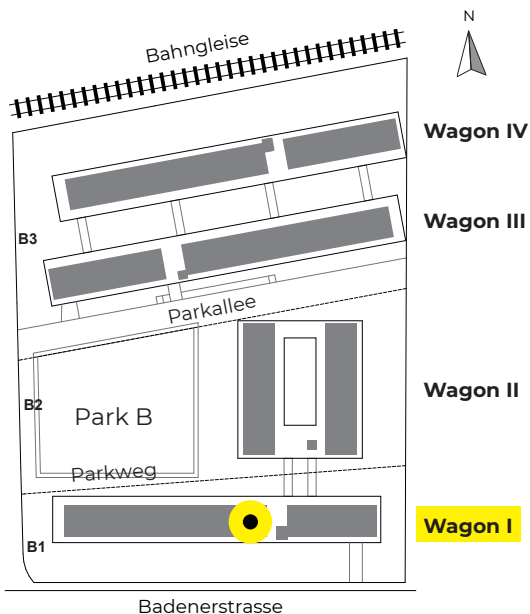 N
Bahngleise
Wagon IV
Wagon III
B3
Parkallee
Wagon II
B2
Park B
Parkweg
Wagon I
B1
Badenerstrasse